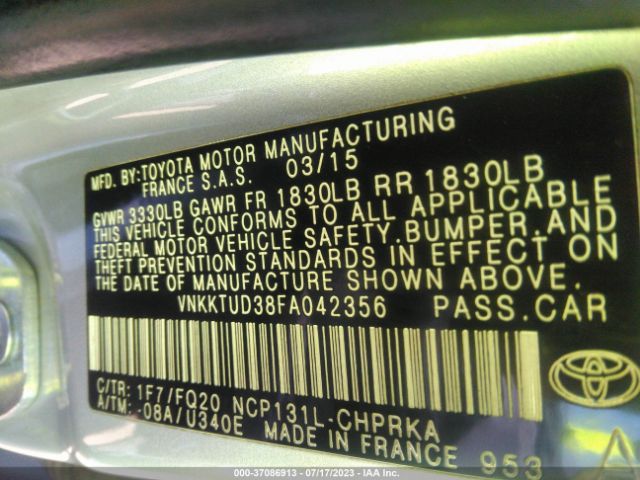 MFD. BY: TOYOTA MOTOR MANUFACTURING
FRANCE S.A.S. 03/15
GVWR 3330LB GAWR FR 1830LB RR 1830LB
THIS VEHICLE CONFORMS TO ALL APPLICABLE
FEDERAL MOTOR VEHICLE SAFETY, BUMPER, AND
THEFT PREVENTION STANDARDS IN EFFECT ON
THE DATE OF MANUFACTURE SHOWN ABOVE.
VNKKTUD38FA042356 PASS.CAR
C/TR: 1F7/FQ20 NCP131L-CHPRKA
A/TM: -08A/U340E MADE IN FRANCE 953
A
000-37086913 - 07/17/2023 - IAA Inc.